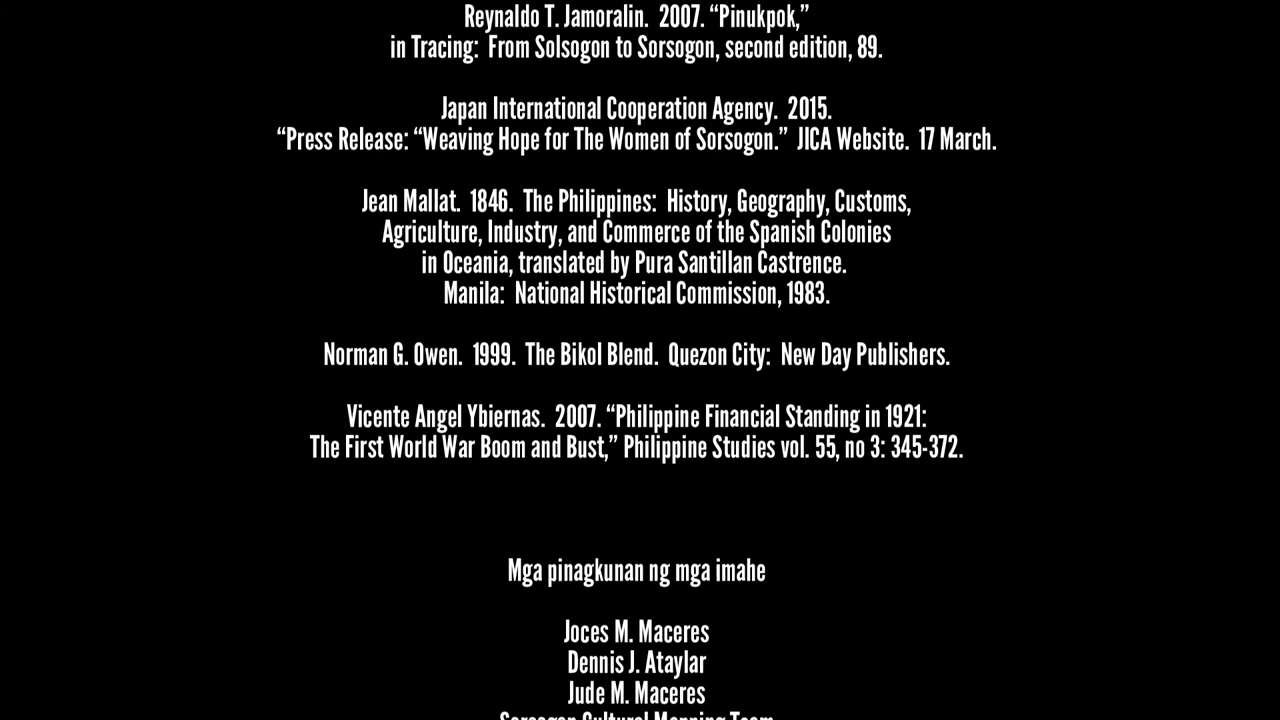 Reynaldo T. Jamoralin.  2007. “Pinukpok,”
in Tracing:  From Solsogon to Sorsogon, second edition, 89.
Japan International Cooperation Agency.  2015.
“Press Release: “Weaving Hope for The Women of Sorsogon.”  JICA Website.  17 March.
Jean Mallat.  1846.  The Philippines:  History, Geography, Customs,
Agriculture, Industry, and Commerce of the Spanish Colonies
in Oceania, translated by Pura Santillan Castrence.
Manila:  National Historical Commission, 1983.
Norman G. Owen.  1999.  The Bikol Blend.  Quezon City:  New Day Publishers.
Vicente Angel Ybiernas.  2007. “Philippine Financial Standing in 1921:
The First World War Boom and Bust,” Philippine Studies vol. 55, no 3: 345-372.
Mga pinagkunan ng mga imahe
Joces M. Maceres
Dennis J. Ataylar
Jude M. Maceres
Sorsogon Cultural Mapping Team